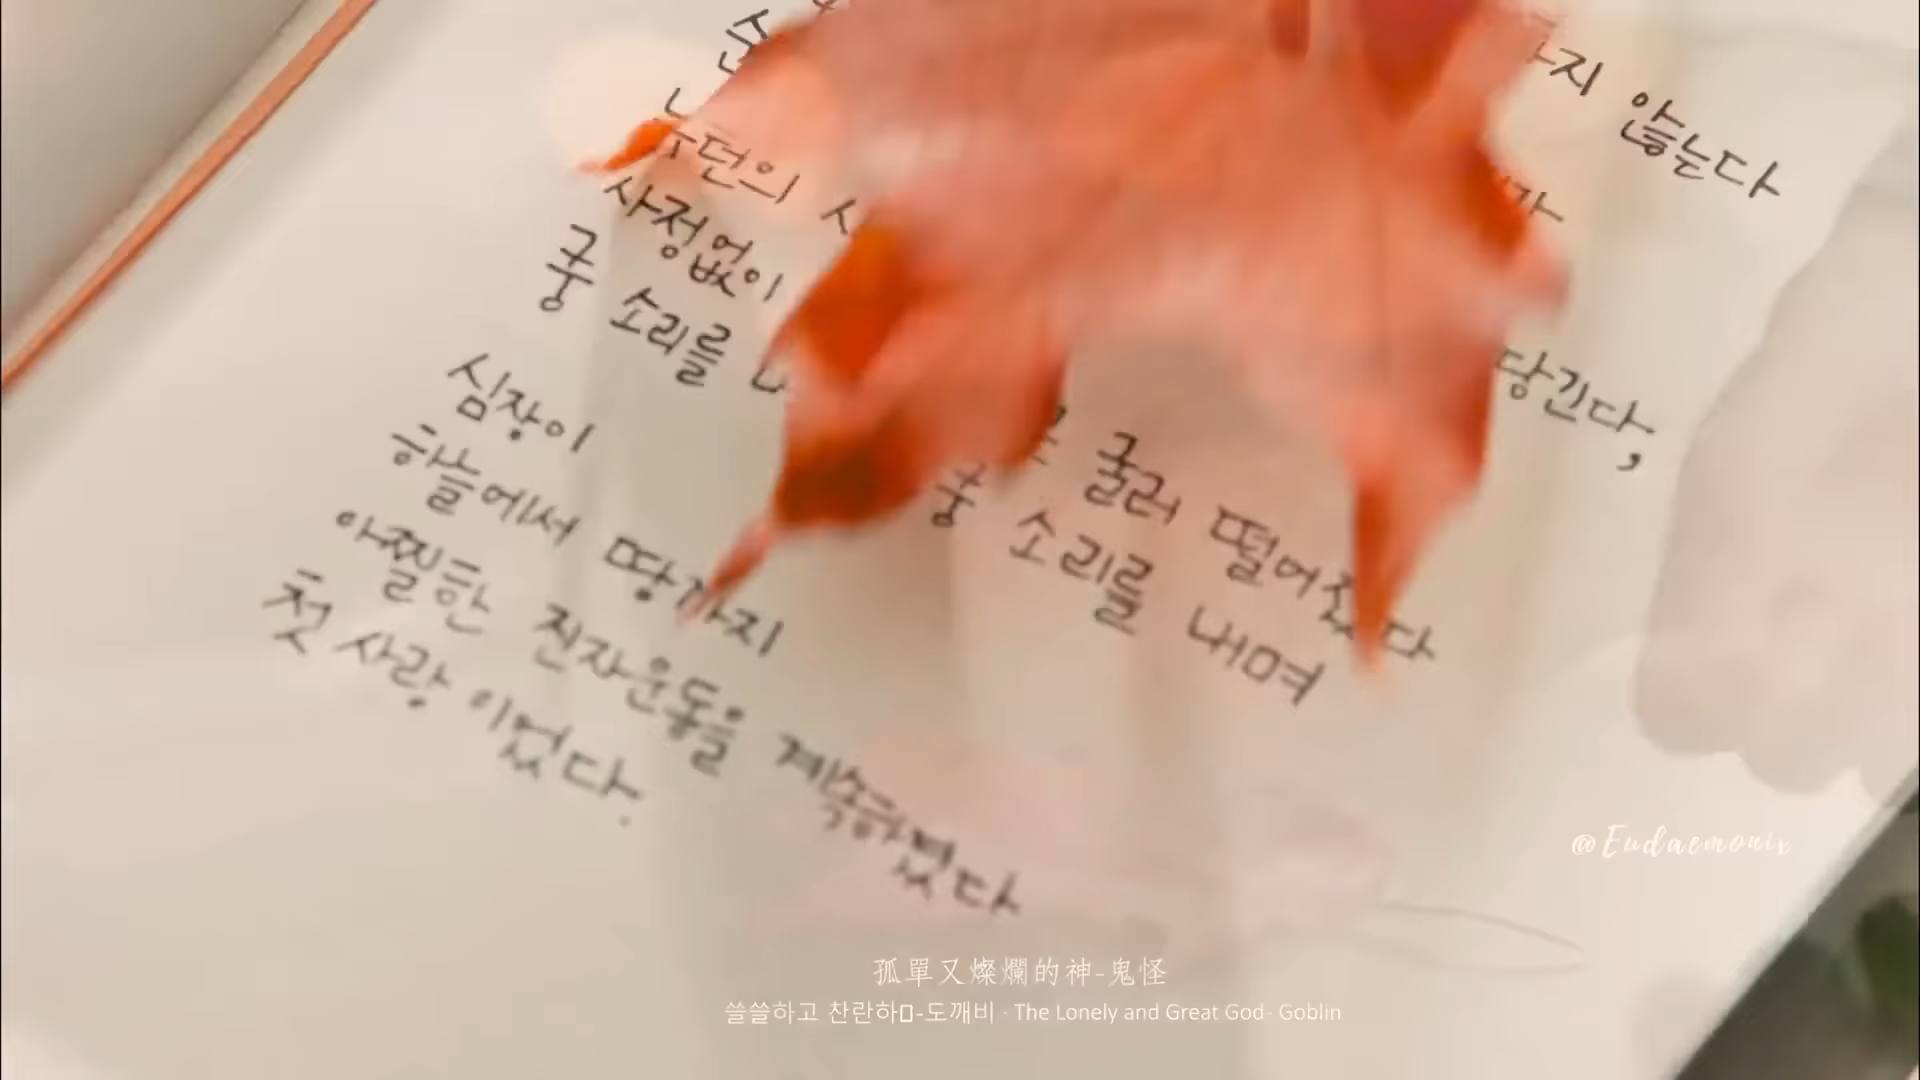 지 않는다
누던의
사정없이 당긴다,
쿵 소리를
굴러 떨어졌다
심장이 쿵 소리를 내며
하늘에서 땅까지
아찔한 진자운동을 계속하였다
첫사랑이었다.
@Eudaemonix
孤單又燦爛的神-鬼怪
쓸쓸하고 찬란하▯-도깨비 · The Lonely and Great God- Goblin